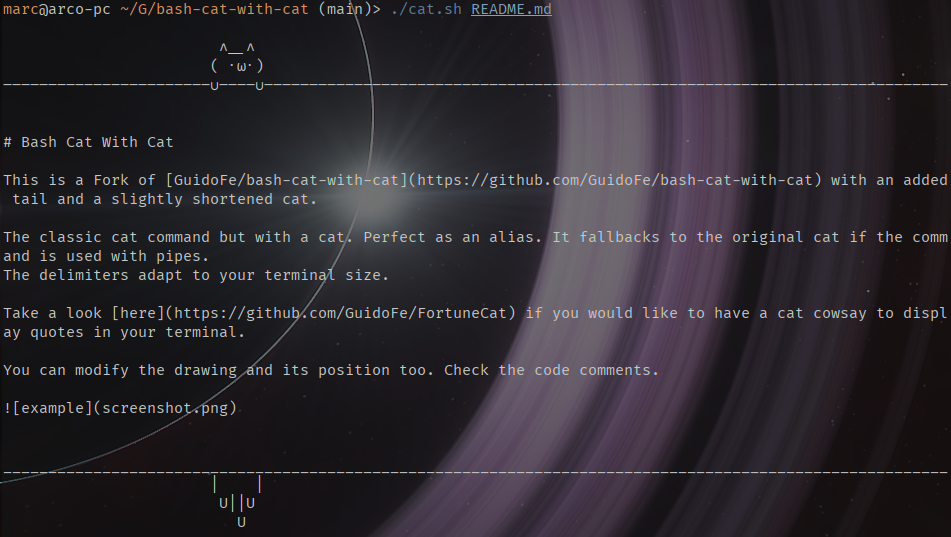 marc@arco-pc ~/G/bash-cat-with-cat (main)> ./cat.sh README.md
                        ^__^
                       ( ·ω·)
———————————————————————U————U————————————————————————————————————————————————————————————————————————————
# Bash Cat With Cat
This is a Fork of [GuidoFe/bash-cat-with-cat](https://github.com/GuidoFe/bash-cat-with-cat) with an added
 tail and a slightly shortened cat.
The classic cat command but with a cat. Perfect as an alias. It fallbacks to the original cat if the comm
and is used with pipes.
The delimiters adapt to your terminal size.
Take a look [here](https://github.com/GuidoFe/FortuneCat) if you would like to have a cat cowsay to displ
ay quotes in your terminal.
You can modify the drawing and its position too. Check the code comments.
![example](screenshot.png)
—————————————————————————————————————————————————————————————————————————————————————————————————————————
                       |    |
                        U||U
                          U